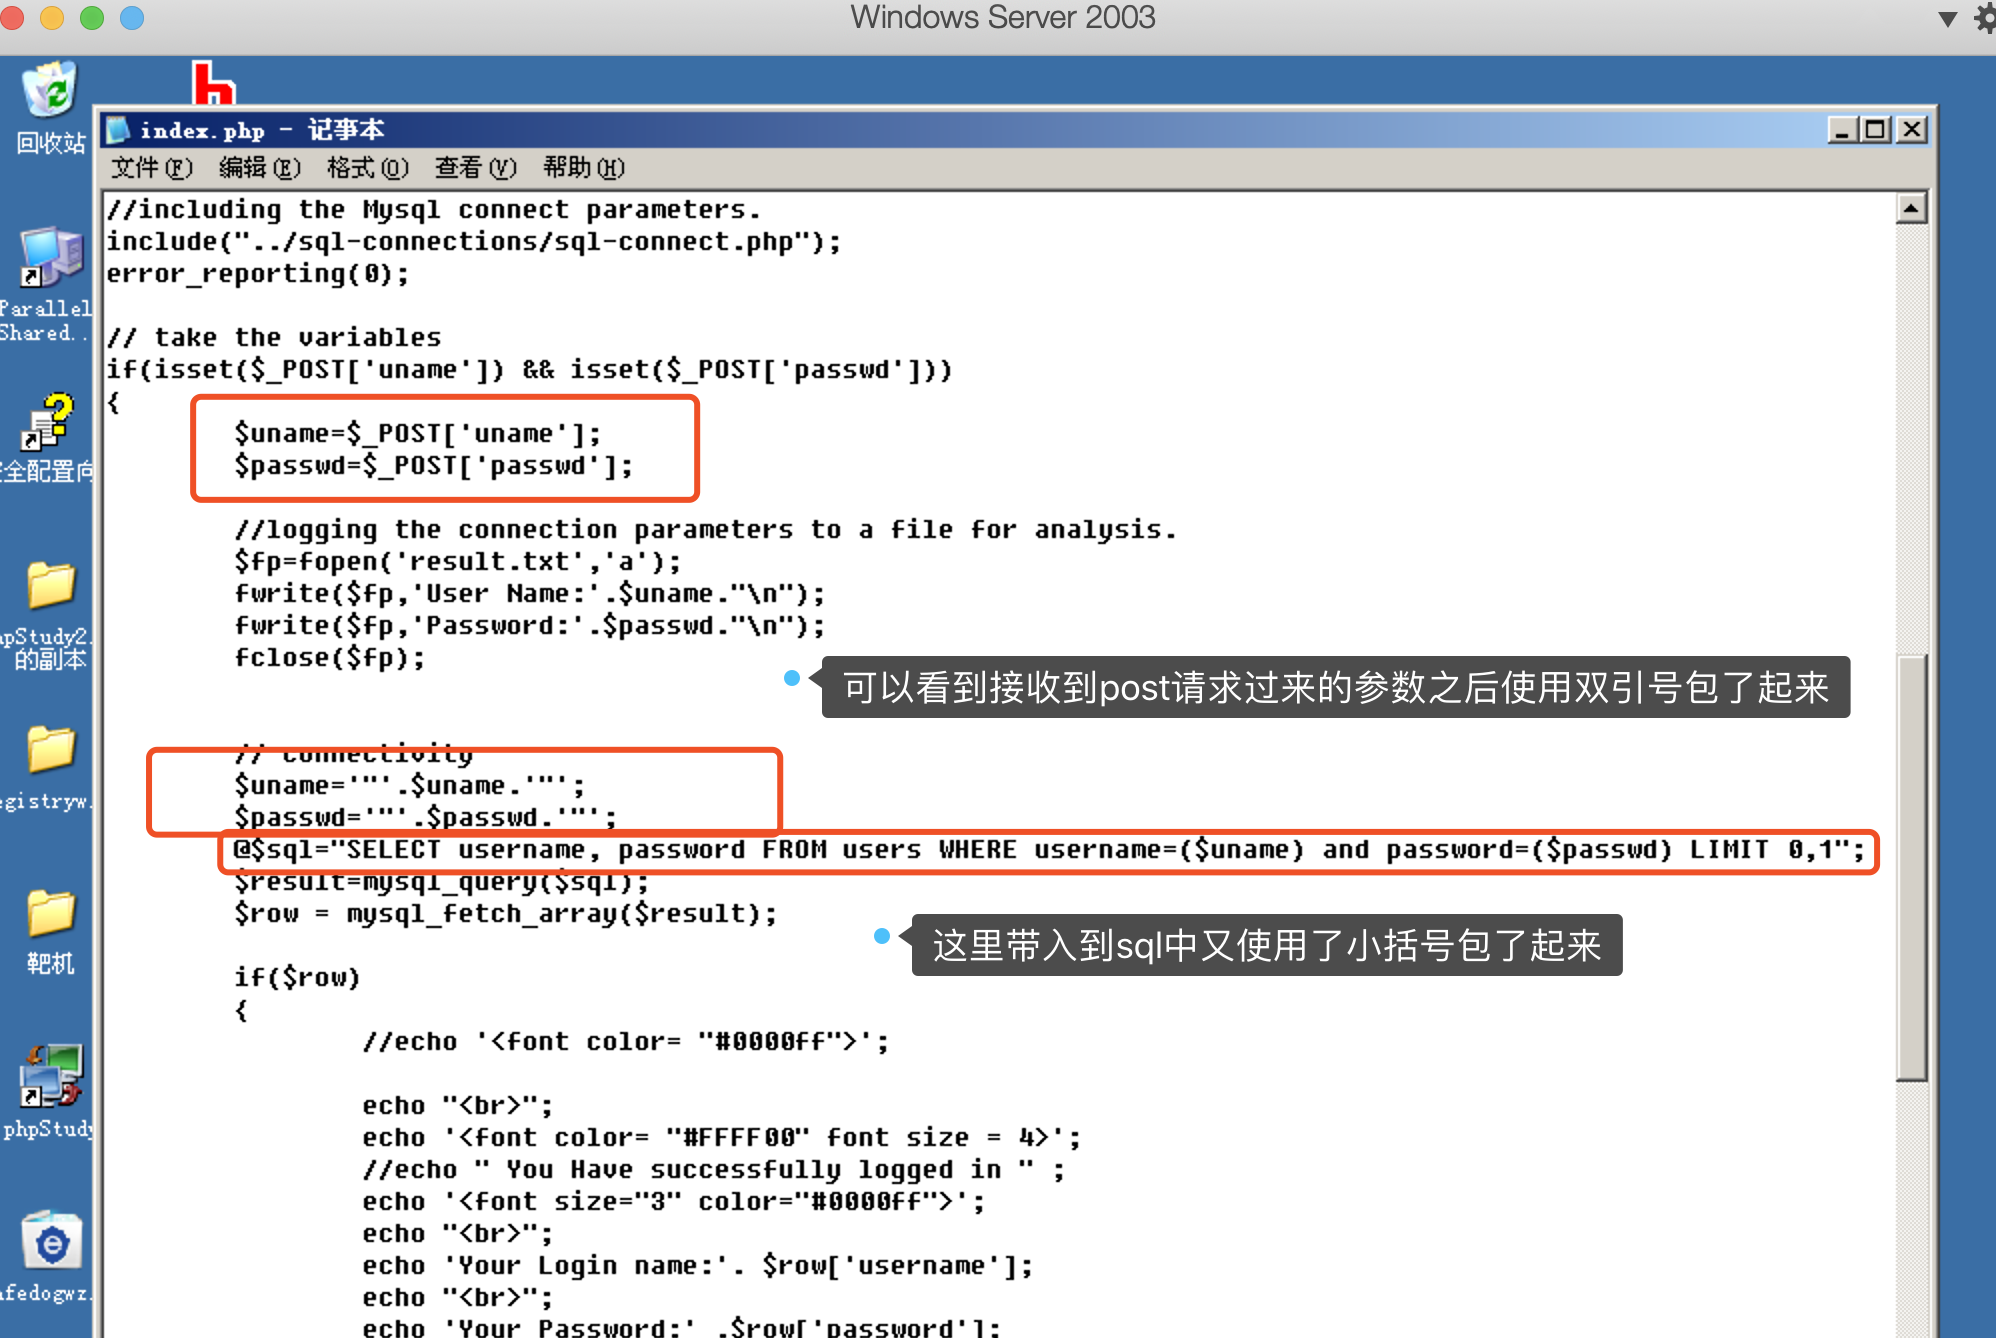 Windows Server 2003
回收站
index.php - 记事本
文件(F) 编辑(E) 格式(O) 查看(V) 帮助(H)
//including the Mysql connect parameters.
include("../sql-connections/sql-connect.php");
error_reporting(0);
Parallel
Shared..
// take the variables
if(isset($_POST['uname']) && isset($_POST['passwd']))
{
$uname=$_POST['uname'];
$passwd=$_POST['passwd'];
全配置向
//logging the connection parameters to a file for analysis.
$fp=fopen('result.txt','a');
fwrite($fp,'User Name:'.$uname."\n");
fwrite($fp,'Password:'.$passwd."\n");
fclose($fp);
pStudy2.
的副本
可以看到接收到post请求过来的参数之后使用双引号包了起来
// connectivity
$uname='"'.$uname.'"';
$passwd='"'.$passwd.'"';
egistryw.
@$sql="SELECT username, password FROM users WHERE username=($uname) and password=($passwd) LIMIT 0,1";
$result=mysql_query($sql);
$row = mysql_fetch_array($result);
这里带入到sql中又使用了小括号包了起来
靶机
if($row)
{
//echo '<font color= "#0000ff">';
echo "<br>";
echo '<font color= "#FFFF00" font size = 4>';
//echo " You Have successfully logged in " ;
echo '<font size="3" color="#0000ff">';
echo "<br>";
echo 'Your Login name:'. $row['username'];
echo "<br>";
echo 'Your Password:' .$row['password'];
phpStudy
afedogwz.